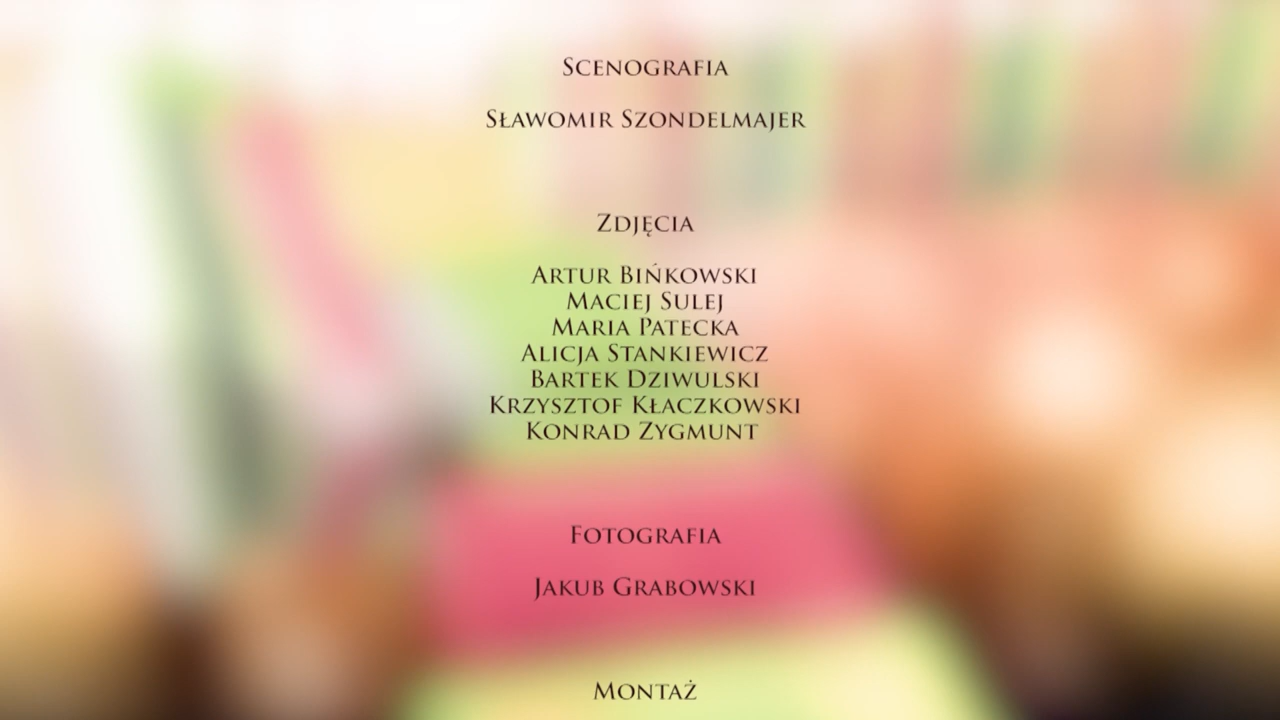 Scenografia
Sławomir Szondelmajer
Zdjęcia
Artur Bińkowski
Maciej Sulej
Maria Patecka
Alicja Stankiewicz
Bartek Dziwulski
Krzysztof Kłaczkowski
Konrad Zygmunt
Fotografia
Jakub Grabowski
Montaż